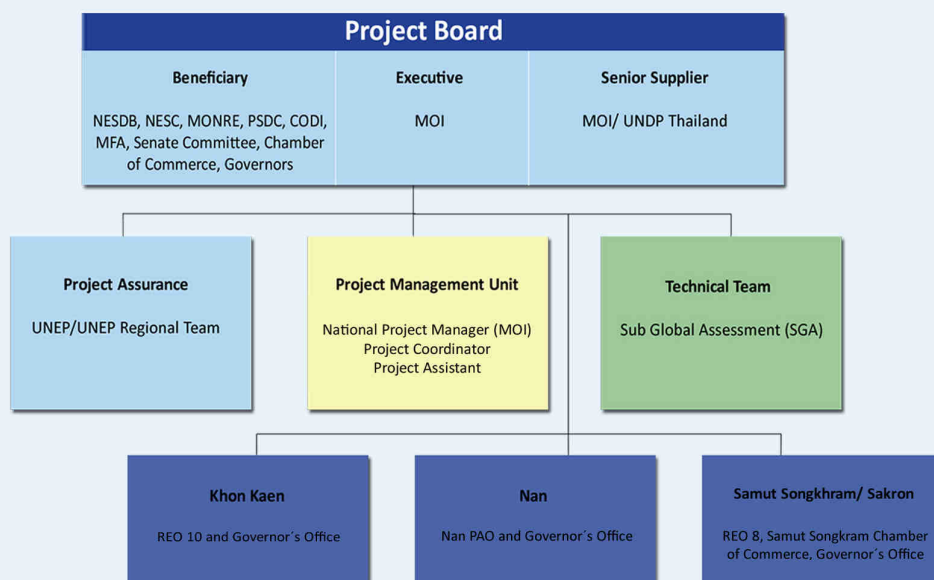 Project Board
Beneficiary
NESDB, NESC, MONRE, PSDC, CODI,
MFA, Senate Committee, Chamber
of Commerce, Governors
Executive
MOI
Senior Supplier
MOI/ UNDP Thailand
Project Assurance
UNEP/UNEP Regional Team
Project Management Unit
National Project Manager (MOI)
Project Coordinator
Project Assistant
Technical Team
Sub Global Assessment (SGA)
Khon Kaen
REO 10 and Governor´s Office
Nan
Nan PAO and Governor´s Office
Samut Songkhram/ Sakron
REO 8, Samut Songkram Chamber
of Commerce, Governor´s Office